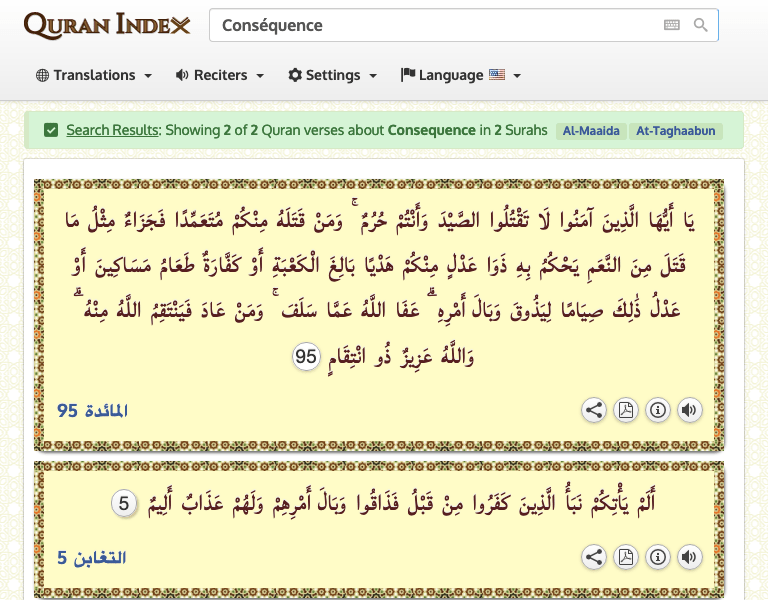 QURAN INDEX
Conséquence
Translations Reciters Settings Language
Search Results: Showing 2 of 2 Quran verses about Consequence in 2 Surahs Al-Maaida At-Taghaabun
يَا أَيُّهَا الَّذِينَ آمَنُوا لَا تَقْتُلُوا الصَّيْدَ وَأَنْتُمْ حُرُمٌ ۚ وَمَنْ قَتَلَهُ مِنْكُمْ مُتَعَمِّدًا فَجَزَاءٌ مِثْلُ مَا
قَتَلَ مِنَ النَّعَمِ يَحْكُمُ بِهِ ذَوَا عَدْلٍ مِنْكُمْ هَدْيًا بَالِغَ الْكَعْبَةِ أَوْ كَفَّارَةٌ طَعَامُ مَسَاكِينَ أَوْ
عَدْلُ ذَٰلِكَ صِيَامًا لِيَذُوقَ وَبَالَ أَمْرِهِ ۗ عَفَا اللَّهُ عَمَّا سَلَفَ ۚ وَمَنْ عَادَ فَيَنْتَقِمُ اللَّهُ مِنْهُ ۗ
وَاللَّهُ عَزِيزٌ ذُو انْتِقَامٍ 95
المائدة 95
أَلَمْ يَأْتِكُمْ نَبَأُ الَّذِينَ كَفَرُوا مِنْ قَبْلُ فَذَاقُوا وَبَالَ أَمْرِهِمْ وَلَهُمْ عَذَابٌ أَلِيمٌ 5
التغابن 5